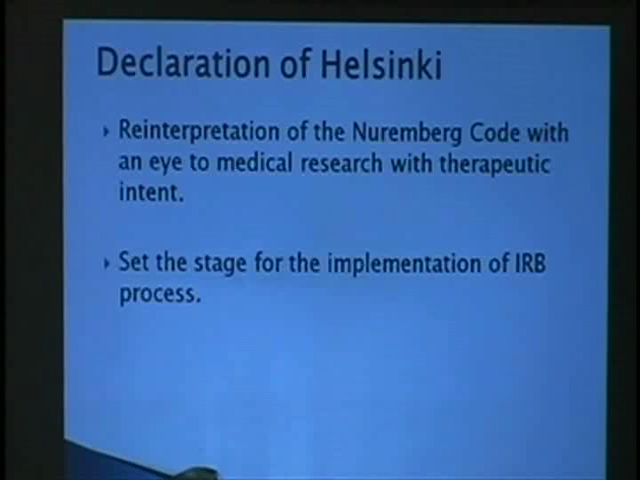 Declaration of Helsinki
Reinterpretation of the Nuremberg Code with
an eye to medical research with therapeutic
intent.
Set the stage for the implementation of IRB
process.